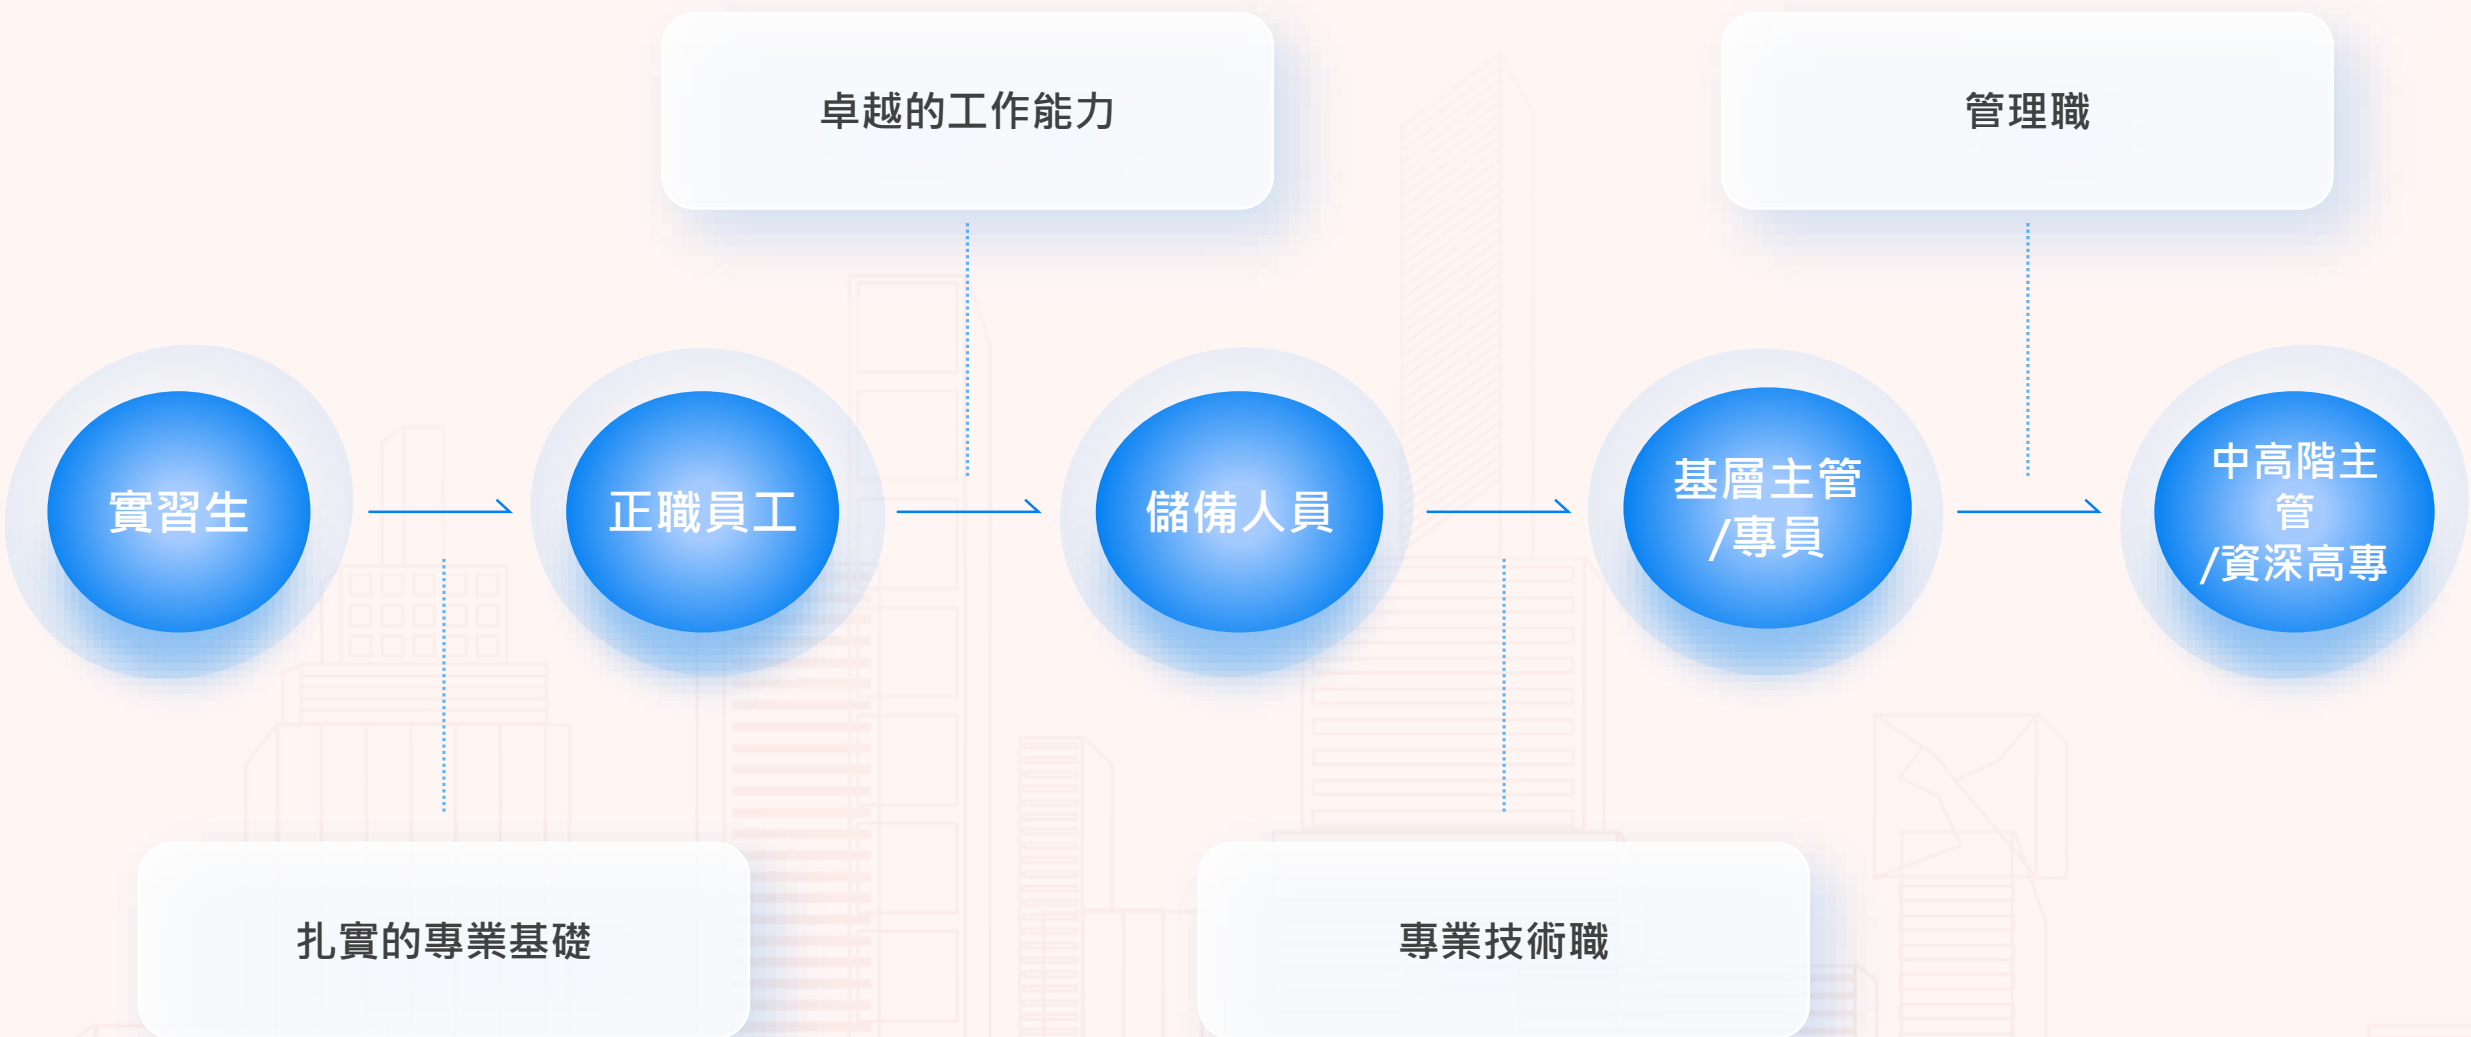 卓越的工作能力
管理職
實習生
正職員工
儲備人員
基層主管
/專員
中高階主
管
/資深高專
扎實的專業基礎
專業技術職